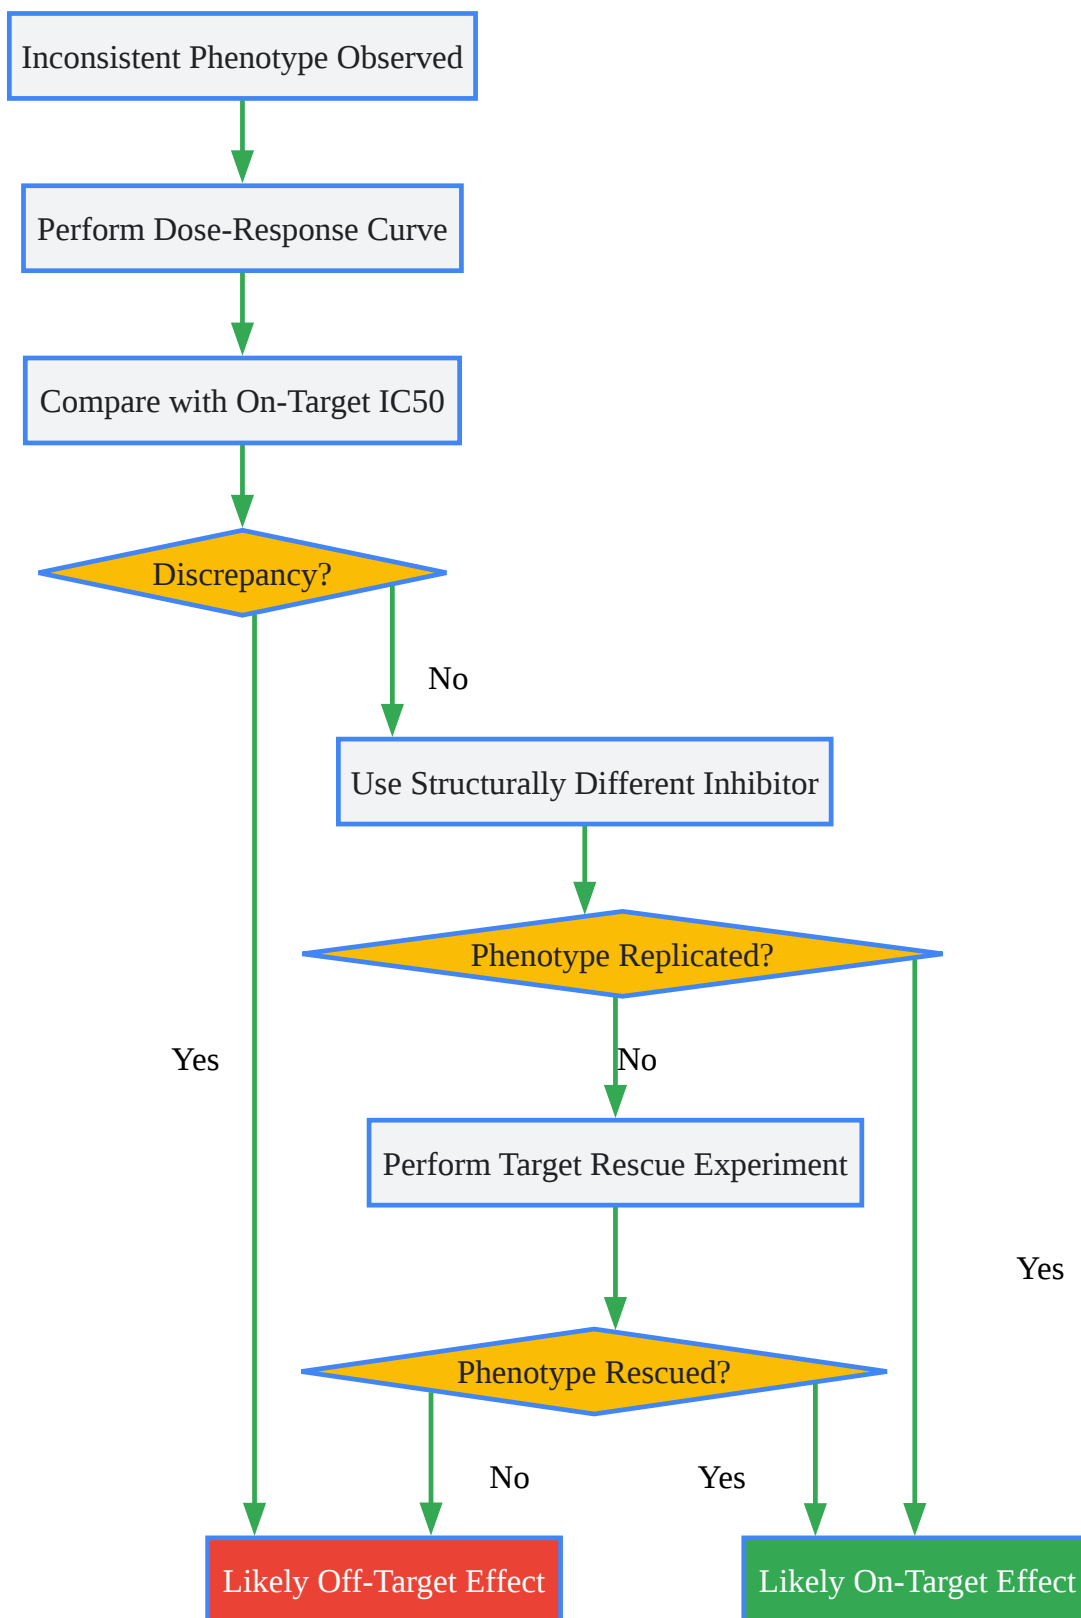 Inconsistent Phenotype Observed
Perform Dose-Response Curve
Compare with On-Target IC50
Discrepancy?
No
Use Structurally Different Inhibitor
Phenotype Replicated?
Yes
No
Perform Target Rescue Experiment
Yes
Phenotype Rescued?
No
Yes
Likely Off-Target Effect
Likely On-Target Effect